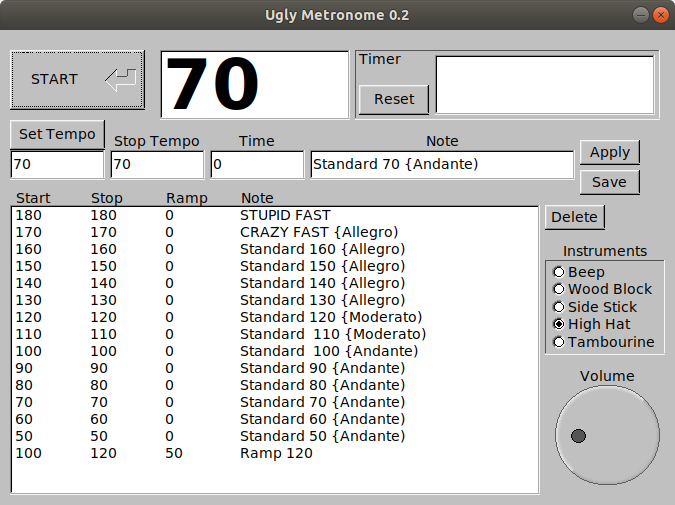 Ugly Metronome 0.2
START
70
Timer
Reset
Set Tempo
Stop Tempo
Time
Note
70
70
0
Standard 70 {Andante)
Apply
Save
Start Stop Ramp Note
180 180 0 STUPID FAST
170 170 0 CRAZY FAST {Allegro)
160 160 0 Standard 160 {Allegro)
150 150 0 Standard 150 {Allegro)
140 140 0 Standard 140 {Allegro)
130 130 0 Standard 130 {Allegro)
120 120 0 Standard 120 {Moderato)
110 110 0 Standard  110 {Moderato)
100 100 0 Standard  100 {Andante)
90 90 0 Standard 90 {Andante)
80 80 0 Standard 80 {Andante)
70 70 0 Standard 70 {Andante)
60 60 0 Standard 60 {Andante)
50 50 0 Standard 50 {Andante)
100 120 50 Ramp 120
Delete
Instruments
Beep
Wood Block
Side Stick
High Hat
Tambourine
Volume